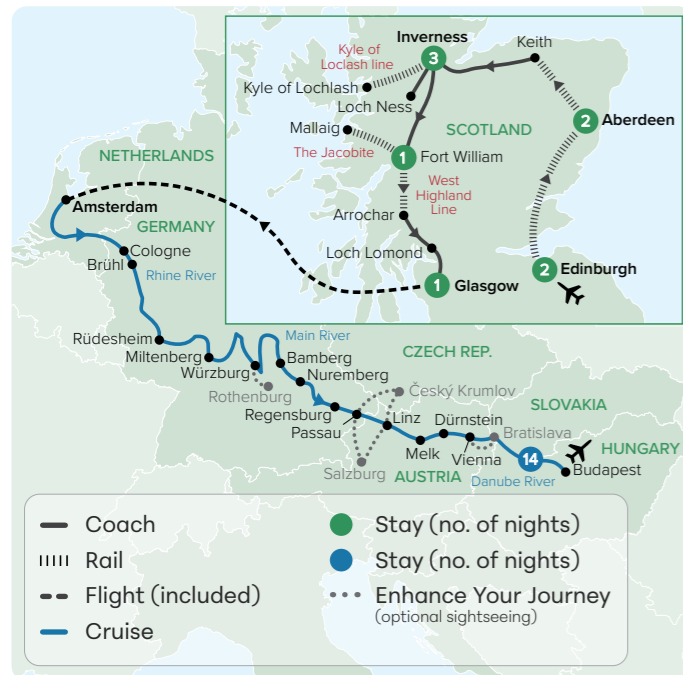 Inverness
Keith
Kyle of
Loclash line
3
Kyle of Lochlash
Loch Ness
Mallaig
SCOTLAND
2
Aberdeen
The Jacobite
1
Fort William
West
Highland
Line
Arrochar
Loch Lomond
2
Edinburgh
1
Glasgow
NETHERLANDS
Amsterdam
GERMANY
Cologne
Brühl
Rhine River
Rüdesheim
Miltenberg
Main River
Würzburg
Bamberg
Nuremberg
Rothenburg
CZECH REP.
Český Krumlov
Regensburg
Passau
Linz
Dürnstein
SLOVAKIA
Bratislava
Melk
Vienna
14
HUNGARY
Salzburg
AUSTRIA
Danube River
Budapest
Coach
Rail
Flight (included)
Cruise
Stay (no. of nights)
Stay (no. of nights)
Enhance Your Journey
(optional sightseeing)